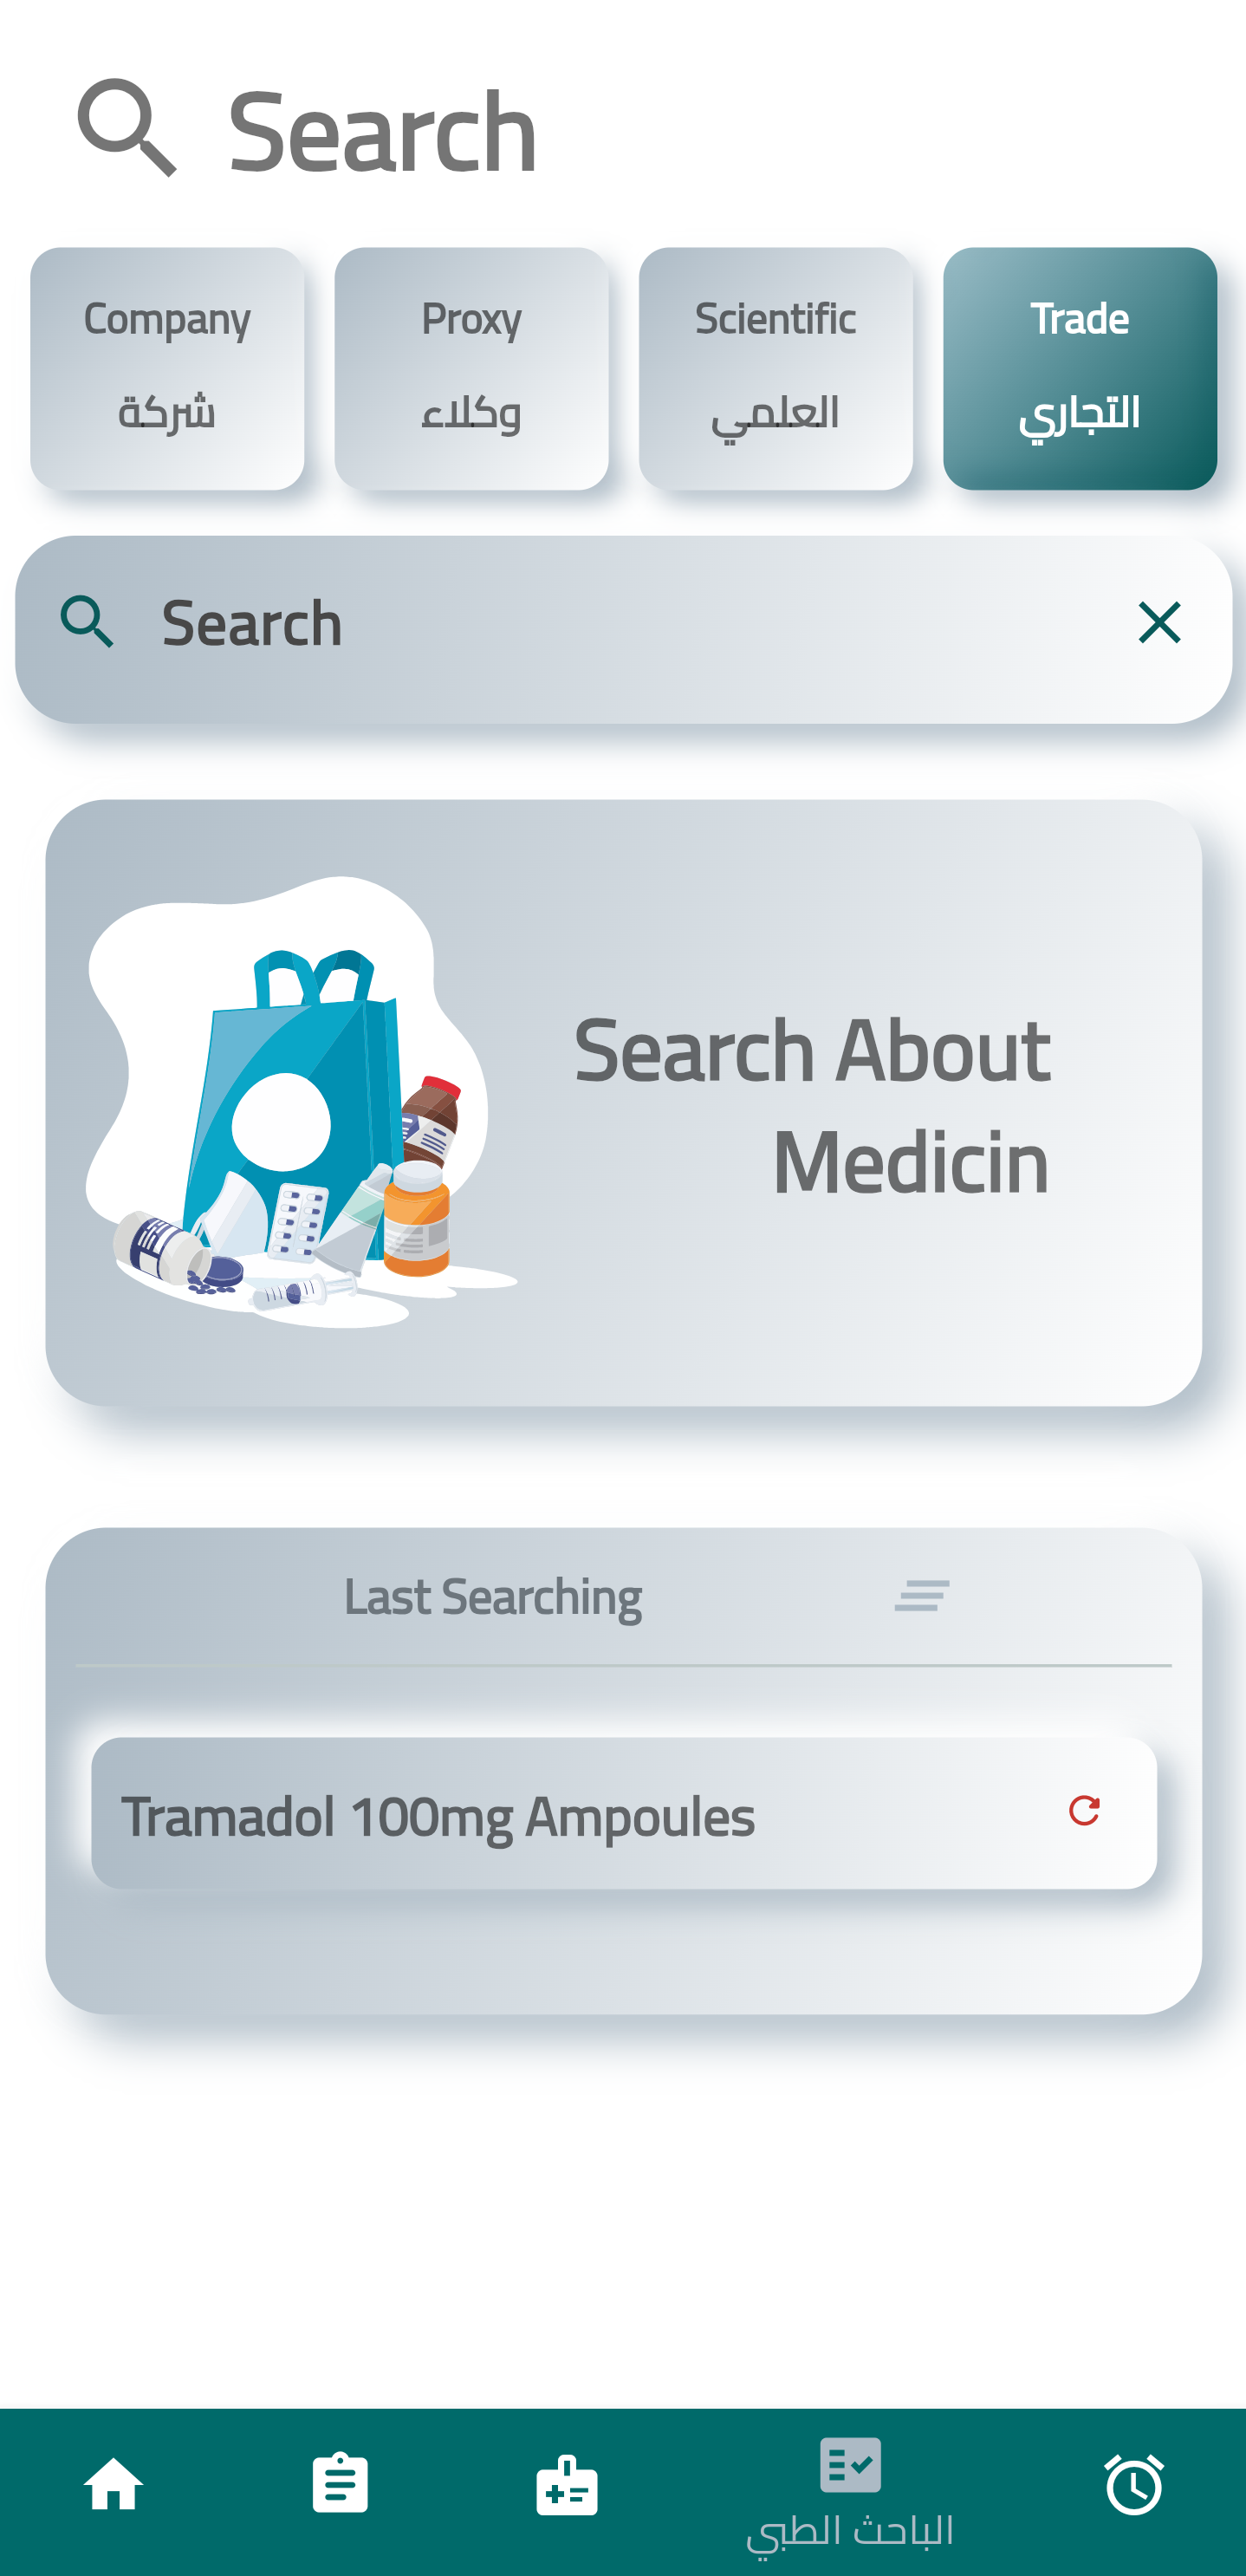 Search
Company
شركة
Proxy
وكلاء
Scientific
العلمي
Trade
التجاري
Search
Search About
Medicin
Last Searching
Tramadol 100mg Ampoules
الباحث الطبي